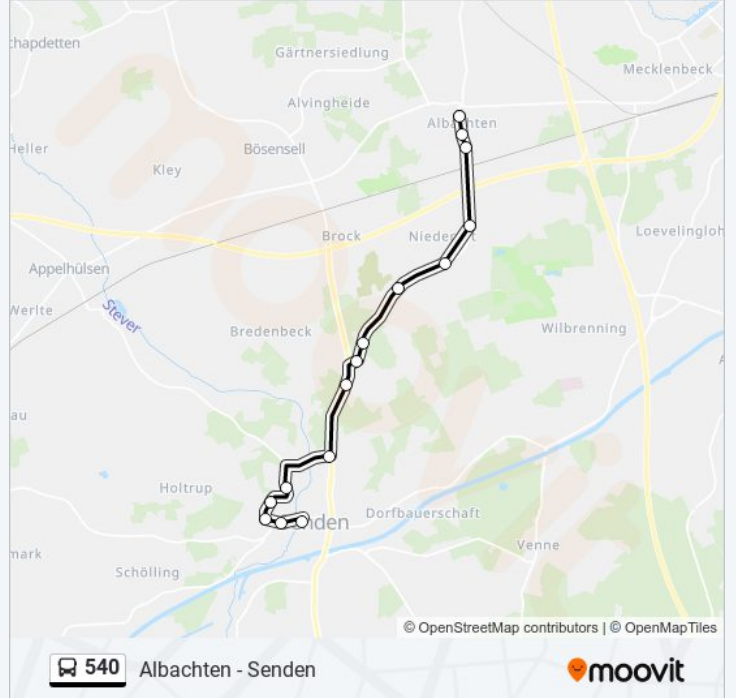 chapdetten
Gärtnersiedlung
Mecklenbeck
Alvingheide
Albachten
Heller
Bösensell
Kley
Brock
Loevelingloh
Appelhülsen
Werlte
Stever
Bredenbeck
Wilbrenning
au
Holtrup
Dorfbauerschaft
nden
Venne
mark
Schölling
© OpenStreetMap contributors | © OpenMapTiles
540 Albachten - Senden
moovit